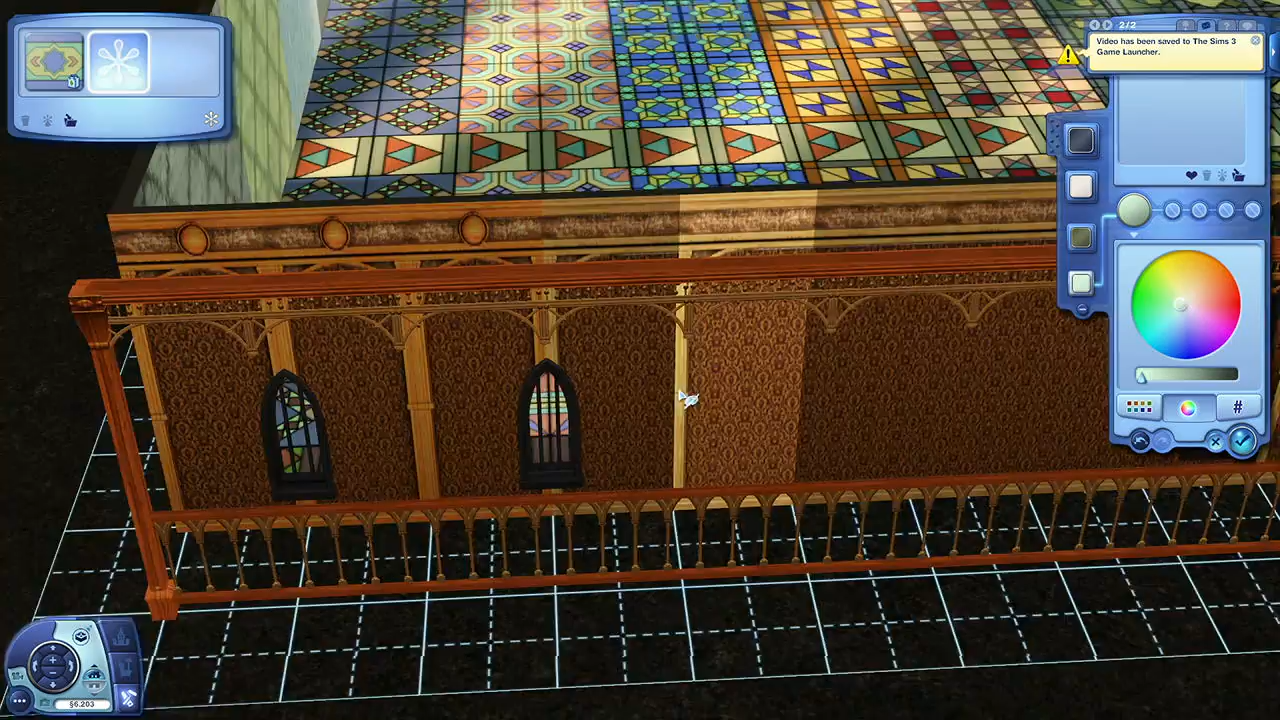 2/2
Video has been saved to The Sims 3
Game Launcher.
#
§6,203